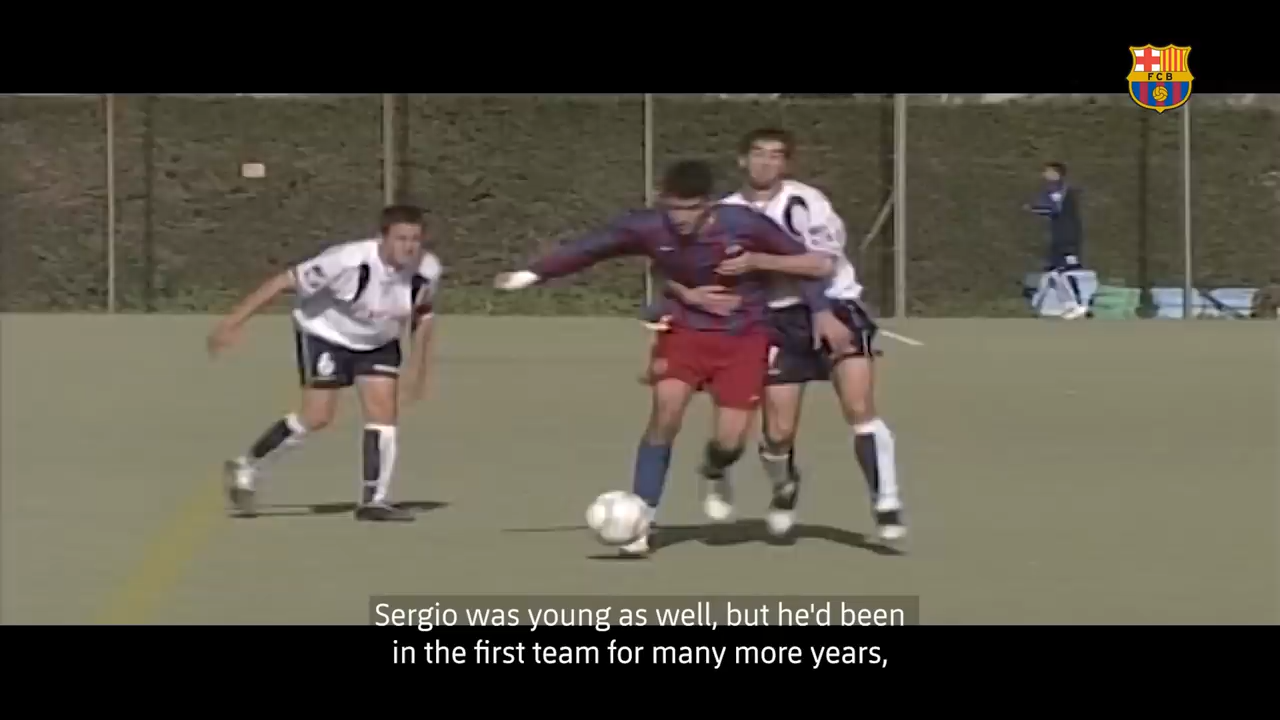 FCB
Sergio was young as well, but he'd been
in the first team for many more years,